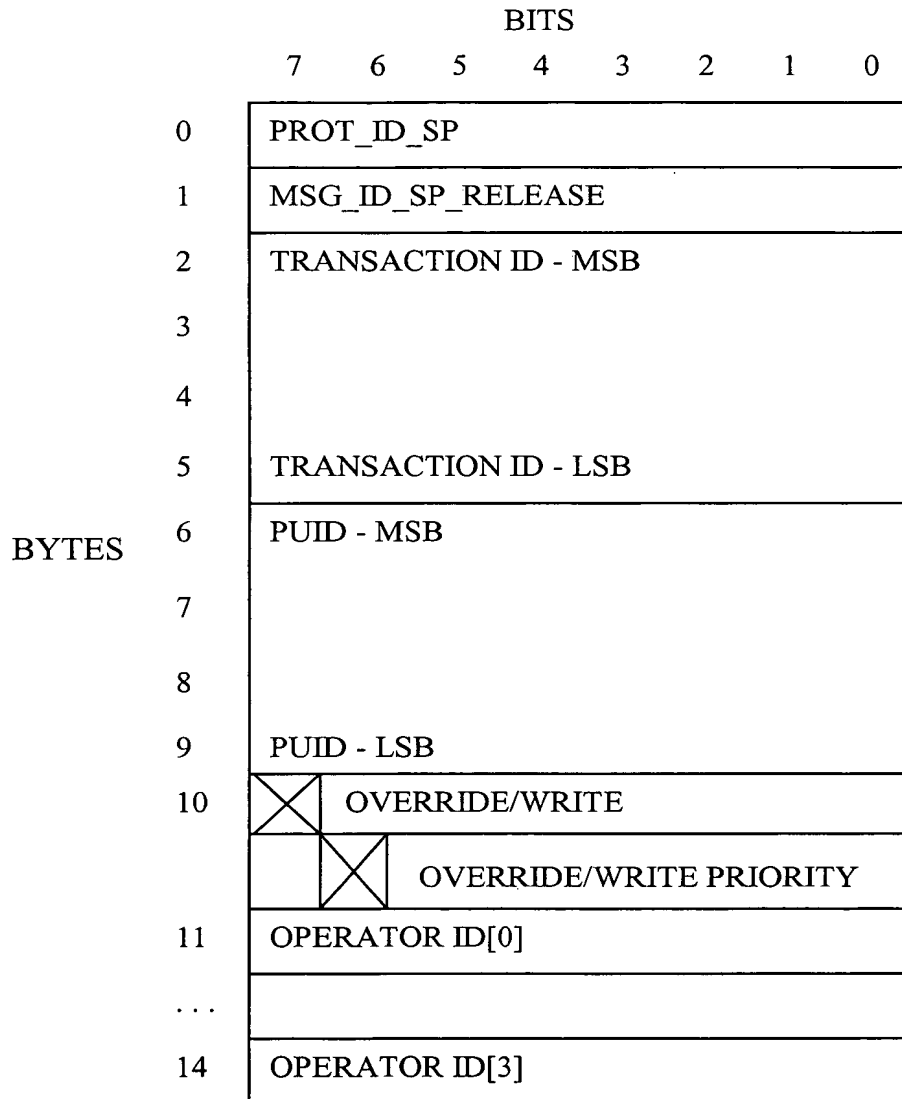 BITS
7 6 5 4 3 2 1 0
0 PROT_ID_SP
1 MSG_ID_SP_RELEASE
2 TRANSACTION ID - MSB
3
4
5 TRANSACTION ID - LSB
BYTES 6 PUID - MSB
7
8
9 PUID - LSB
10 OVERRIDE/WRITE
OVERRIDE/WRITE PRIORITY
11 OPERATOR ID[0]
. . .
14 OPERATOR ID[3]